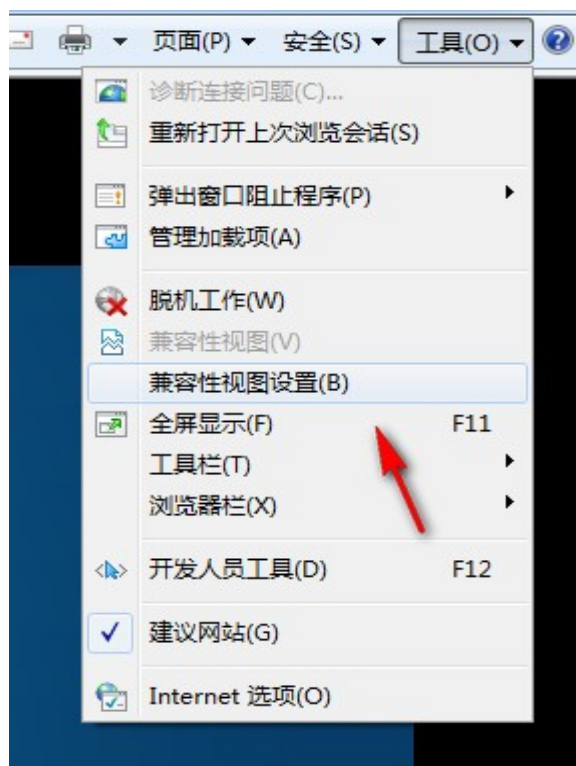 页面(P) 安全(S) 工具(O)
诊断连接问题(C)...
重新打开上次浏览会话(S)
弹出窗口阻止程序(P)
管理加载项(A)
脱机工作(W)
兼容性视图(V)
兼容性视图设置(B)
全屏显示(F) F11
工具栏(T)
浏览器栏(X)
开发人员工具(D) F12
建议网站(G)
Internet 选项(O)